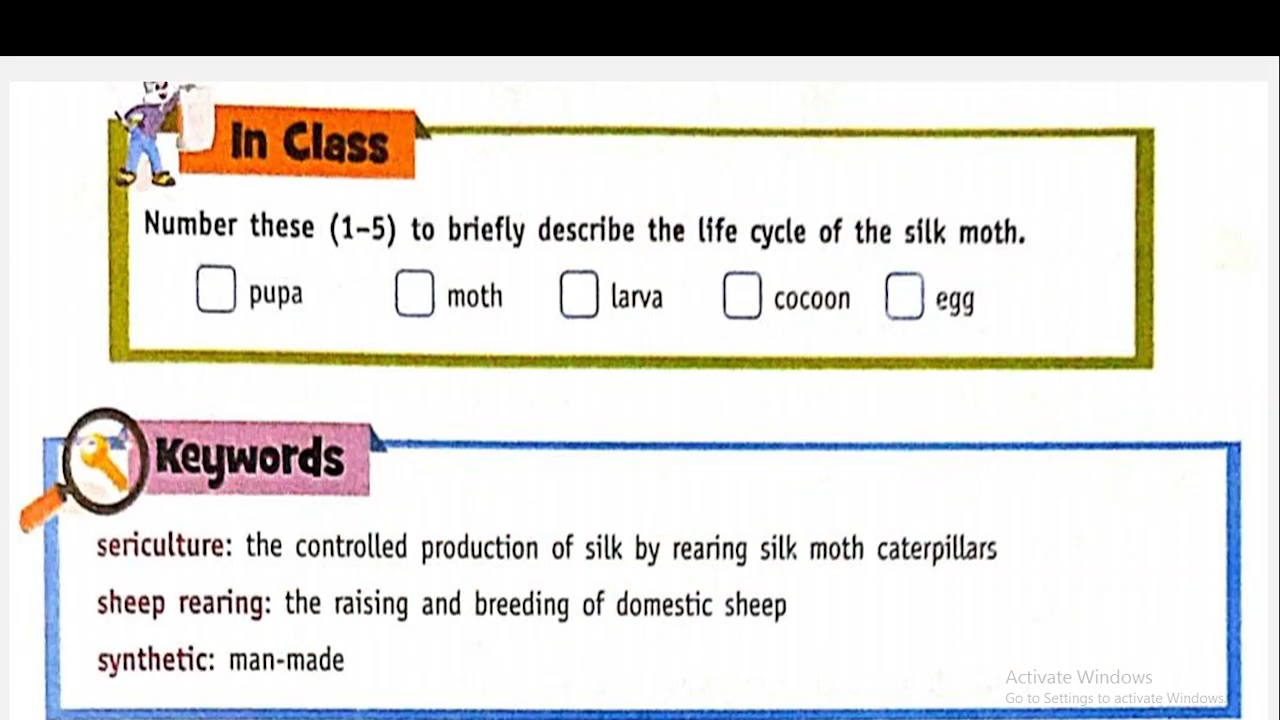 In Class
Number these (1–5) to briefly describe the life cycle of the silk moth.
pupa moth larva cocoon egg
Keywords
sericulture: the controlled production of silk by rearing silk moth caterpillars
sheep rearing: the raising and breeding of domestic sheep
synthetic: man-made
Activate Windows
Go to Settings to activate Windows.